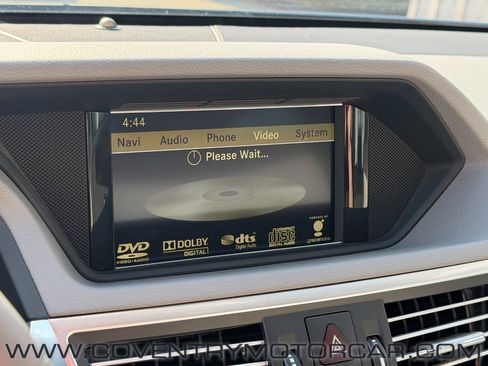 4:44
Navi Audio Phone Video System
Please Wait...
DVD VIDEO/AUDIO
DOLBY DIGITAL
dts Digital Audio
COMPACT disc DIGITAL AUDIO
POWERED BY gracenote
WWW.COVENTRYMOTORCAR.COM